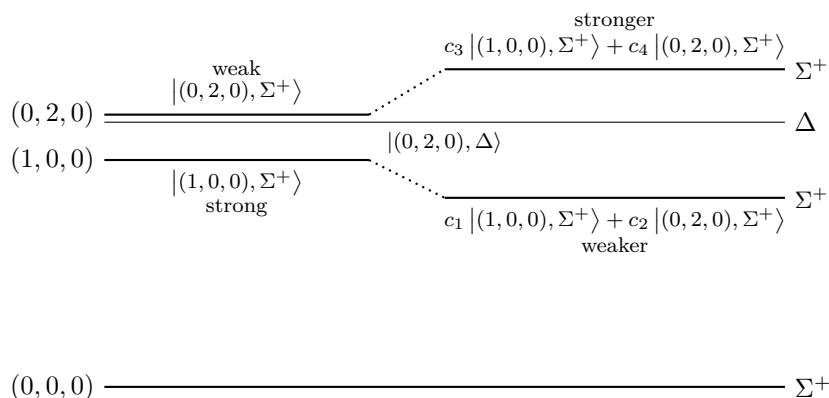 stronger
c₃ |(1, 0, 0), Σ⁺⟩ + c₄ |(0, 2, 0), Σ⁺⟩
Σ⁺
weak
|(0, 2, 0), Σ⁺⟩
(0, 2, 0)
Δ
|(0, 2, 0), Δ⟩
(1, 0, 0)
|(1, 0, 0), Σ⁺⟩
strong
Σ⁺
c₁ |(1, 0, 0), Σ⁺⟩ + c₂ |(0, 2, 0), Σ⁺⟩
weaker
(0, 0, 0)
Σ⁺